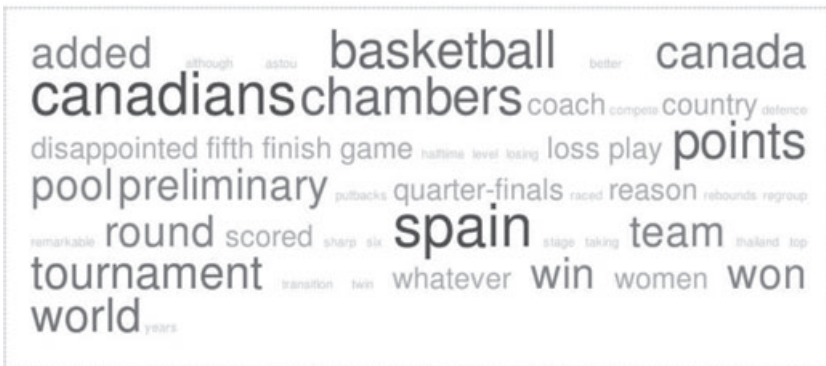 added although astou basketball better canada
canadians chambers coach compete country defence
disappointed fifth finish game halftime level losing loss play points
pool preliminary putbacks quarter-finals raced reason rebounds regroup
remarkable round scored sharp six spain stage taking team thailand top
tournament transition twin whatever win women won
world years